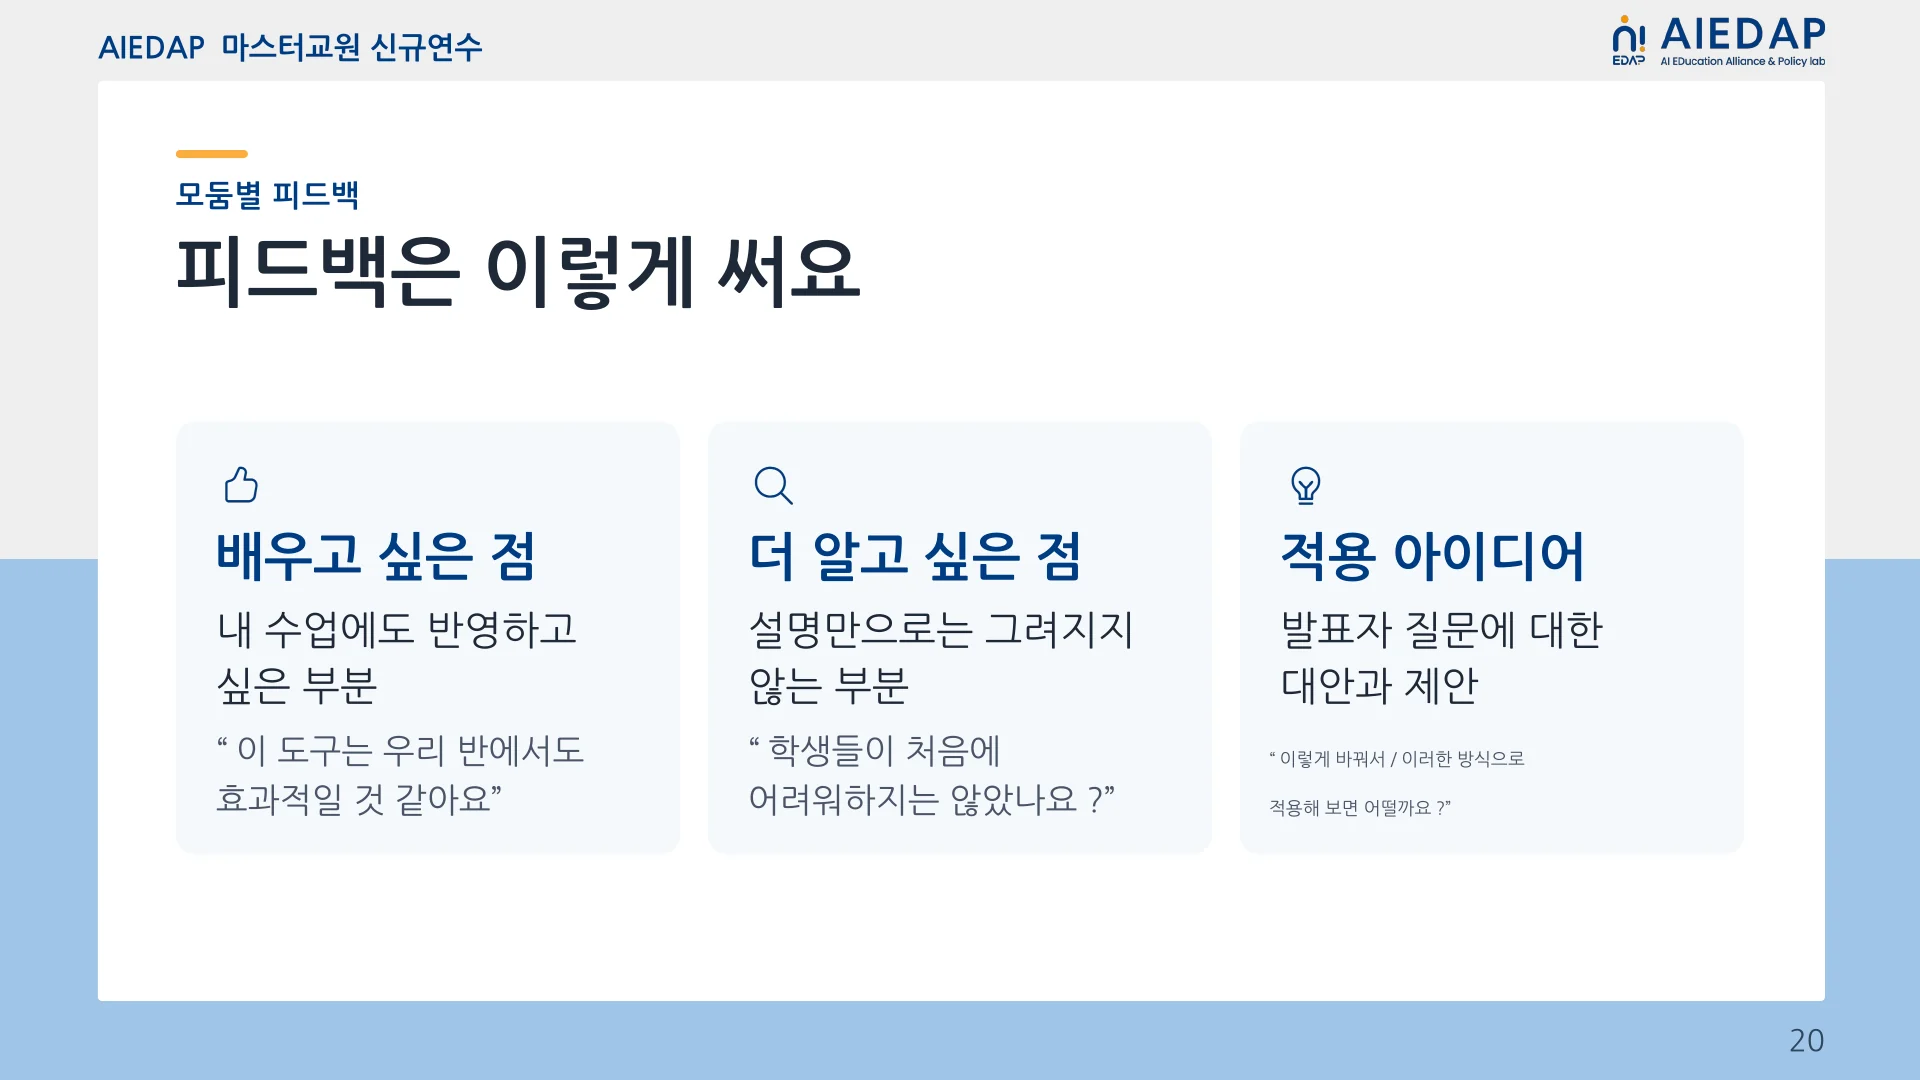 AIEDAP 마스터교원 신규연수
AIEDAP
EDAP
AI EDucation Alliance & Policy lab
모둠별 피드백
피드백은 이렇게 써요
배우고 싶은 점
내 수업에도 반영하고
싶은 부분
“ 이 도구는 우리 반에서도
효과적일 것 같아요”
더 알고 싶은 점
설명만으로는 그려지지
않는 부분
“ 학생들이 처음에
어려워하지는 않았나요 ?”
적용 아이디어
발표자 질문에 대한
대안과 제안
“ 이렇게 바꿔서 / 이러한 방식으로
적용해 보면 어떨까요 ?”
20